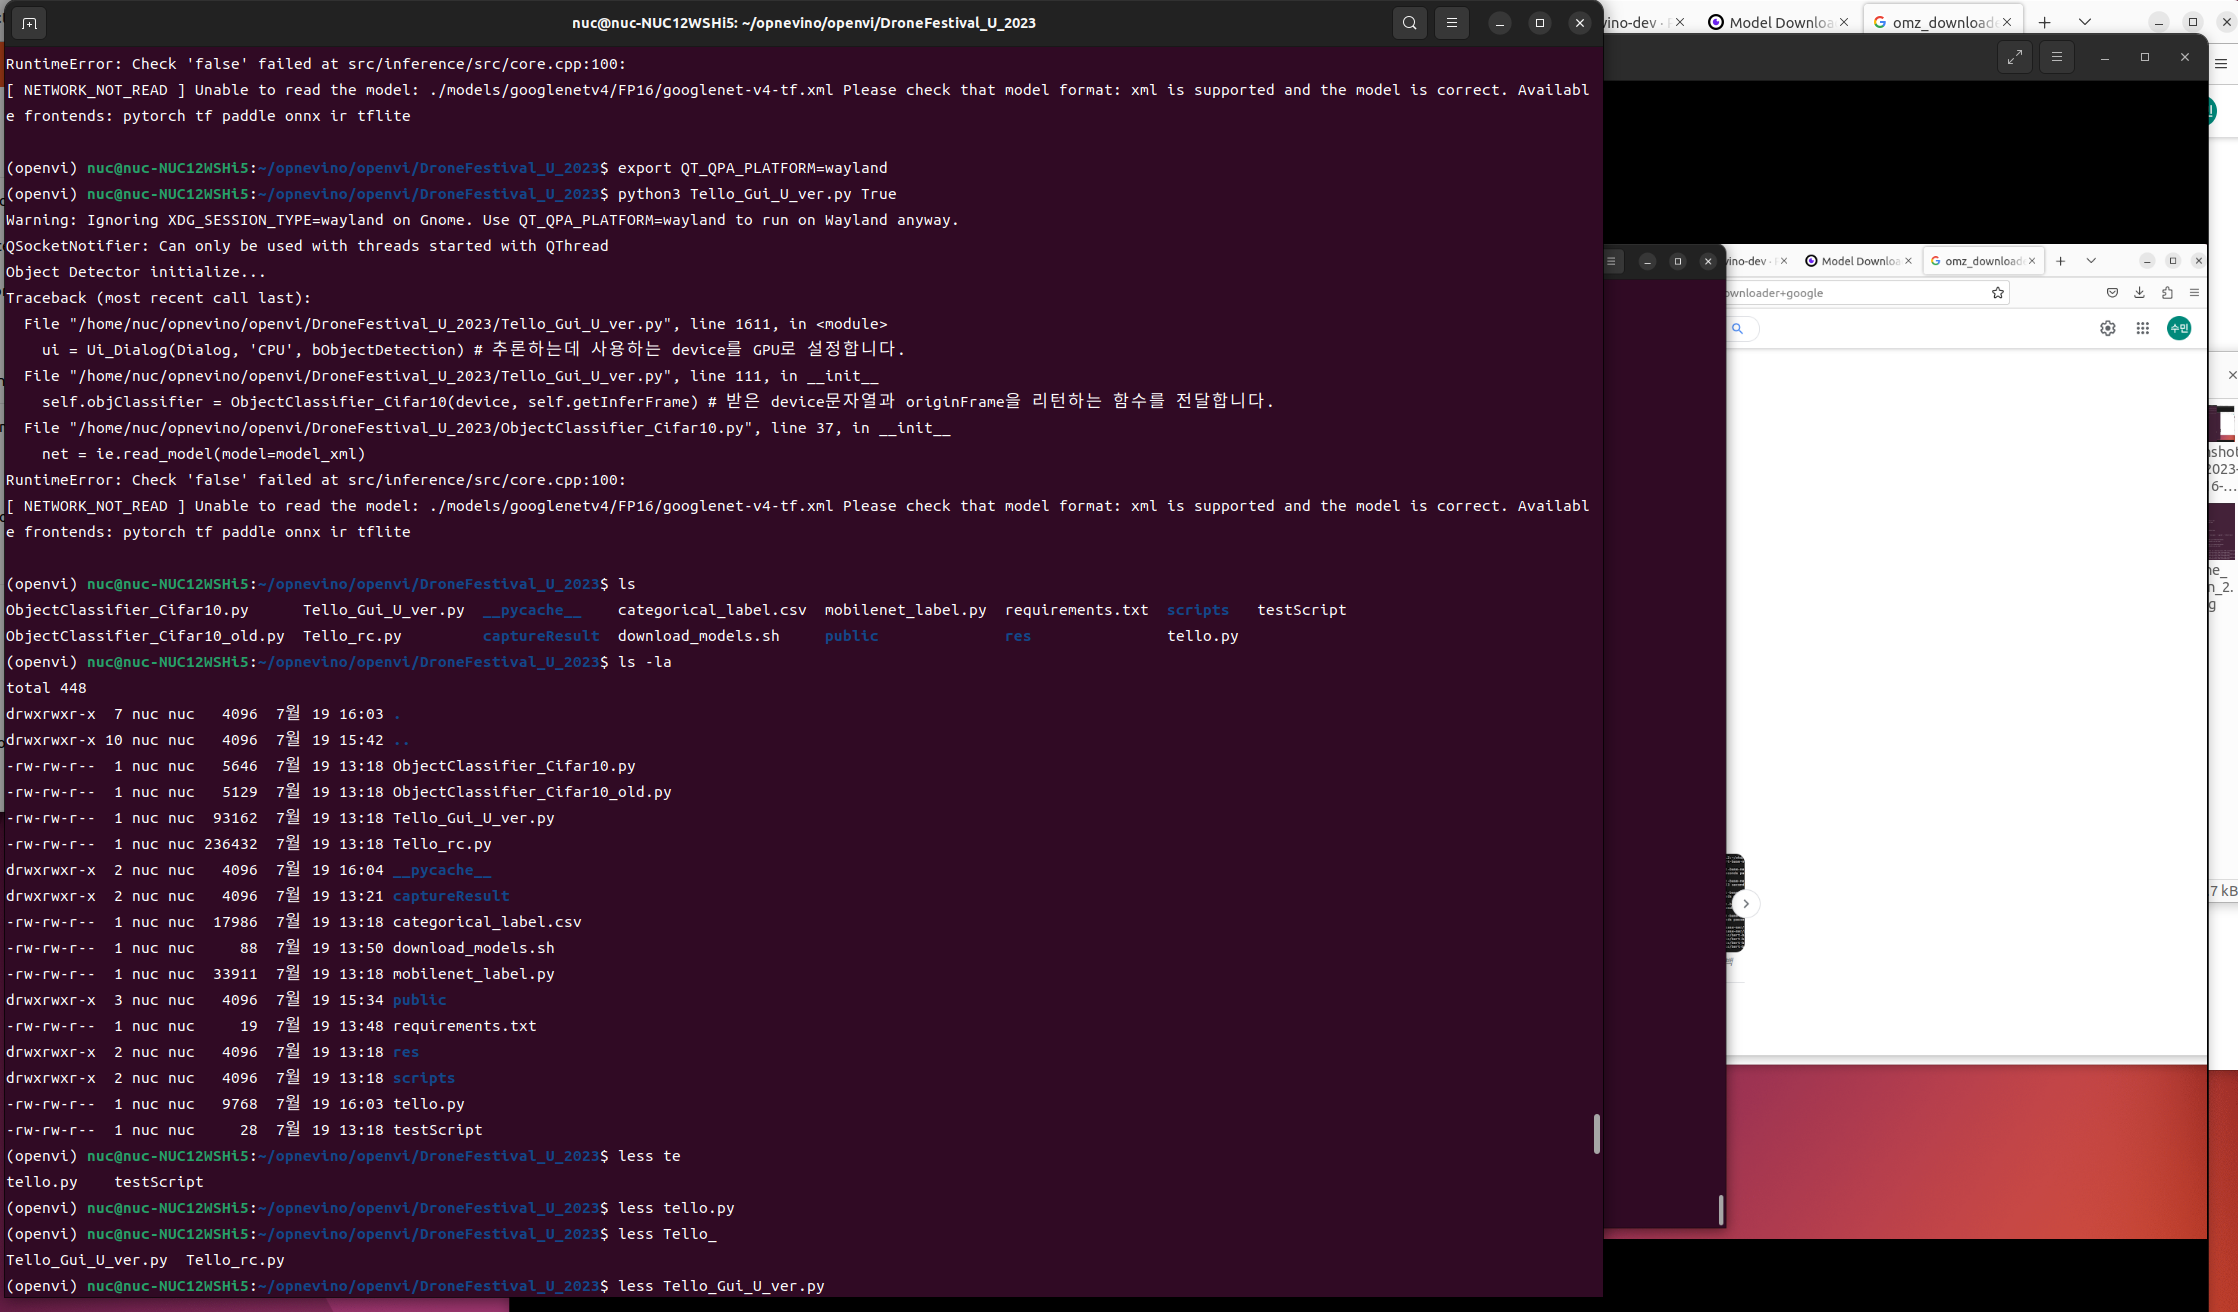 nuc@nuc-NUC12WSHi5: ~/opnevino/openvi/DroneFestival_U_2023
RuntimeError: Check 'false' failed at src/inference/src/core.cpp:100:
[ NETWORK_NOT_READ ] Unable to read the model: ./models/googlenetv4/FP16/googlenet-v4-tf.xml Please check that model format: xml is supported and the model is correct. Availabl
e frontends: pytorch tf paddle onnx ir tflite
(openvi) nuc@nuc-NUC12WSHi5:~/opnevino/openvi/DroneFestival_U_2023$ export QT_QPA_PLATFORM=wayland
(openvi) nuc@nuc-NUC12WSHi5:~/opnevino/openvi/DroneFestival_U_2023$ python3 Tello_Gui_U_ver.py True
Warning: Ignoring XDG_SESSION_TYPE=wayland on Gnome. Use QT_QPA_PLATFORM=wayland to run on Wayland anyway.
QSocketNotifier: Can only be used with threads started with QThread
Object Detector initialize...
Traceback (most recent call last):
  File "/home/nuc/opnevino/openvi/DroneFestival_U_2023/Tello_Gui_U_ver.py", line 1611, in <module>
    ui = Ui_Dialog(Dialog, 'CPU', bObjectDetection) # 추론하는데 사용하는 device를 GPU로 설정합니다.
  File "/home/nuc/opnevino/openvi/DroneFestival_U_2023/Tello_Gui_U_ver.py", line 111, in __init__
    self.objClassifier = ObjectClassifier_Cifar10(device, self.getInferFrame) # 받은 device문자열과 originFrame을 리턴하는 함수를 전달합니다.
  File "/home/nuc/opnevino/openvi/DroneFestival_U_2023/ObjectClassifier_Cifar10.py", line 37, in __init__
    net = ie.read_model(model=model_xml)
RuntimeError: Check 'false' failed at src/inference/src/core.cpp:100:
[ NETWORK_NOT_READ ] Unable to read the model: ./models/googlenetv4/FP16/googlenet-v4-tf.xml Please check that model format: xml is supported and the model is correct. Availabl
e frontends: pytorch tf paddle onnx ir tflite
(openvi) nuc@nuc-NUC12WSHi5:~/opnevino/openvi/DroneFestival_U_2023$ ls
ObjectClassifier_Cifar10.py      Tello_Gui_U_ver.py  __pycache__    categorical_label.csv  mobilenet_label.py  requirements.txt  scripts   testScript
ObjectClassifier_Cifar10_old.py  Tello_rc.py         captureResult  download_models.sh     public              res               tello.py
(openvi) nuc@nuc-NUC12WSHi5:~/opnevino/openvi/DroneFestival_U_2023$ ls -la
total 448
drwxrwxr-x  7 nuc nuc   4096  7월 19 16:03 .
drwxrwxr-x 10 nuc nuc   4096  7월 19 15:42 ..
-rw-rw-r--  1 nuc nuc   5646  7월 19 13:18 ObjectClassifier_Cifar10.py
-rw-rw-r--  1 nuc nuc   5129  7월 19 13:18 ObjectClassifier_Cifar10_old.py
-rw-rw-r--  1 nuc nuc  93162  7월 19 13:18 Tello_Gui_U_ver.py
-rw-rw-r--  1 nuc nuc 236432  7월 19 13:18 Tello_rc.py
drwxrwxr-x  2 nuc nuc   4096  7월 19 16:04 __pycache__
drwxrwxr-x  2 nuc nuc   4096  7월 19 13:21 captureResult
-rw-rw-r--  1 nuc nuc  17986  7월 19 13:18 categorical_label.csv
-rw-rw-r--  1 nuc nuc     88  7월 19 13:50 download_models.sh
-rw-rw-r--  1 nuc nuc  33911  7월 19 13:18 mobilenet_label.py
drwxrwxr-x  3 nuc nuc   4096  7월 19 15:34 public
-rw-rw-r--  1 nuc nuc     19  7월 19 13:48 requirements.txt
drwxrwxr-x  2 nuc nuc   4096  7월 19 13:18 res
drwxrwxr-x  2 nuc nuc   4096  7월 19 13:18 scripts
-rw-rw-r--  1 nuc nuc   9768  7월 19 16:03 tello.py
-rw-rw-r--  1 nuc nuc     28  7월 19 13:18 testScript
(openvi) nuc@nuc-NUC12WSHi5:~/opnevino/openvi/DroneFestival_U_2023$ less te
tello.py    testScript
(openvi) nuc@nuc-NUC12WSHi5:~/opnevino/openvi/DroneFestival_U_2023$ less tello.py
(openvi) nuc@nuc-NUC12WSHi5:~/opnevino/openvi/DroneFestival_U_2023$ less Tello_
Tello_Gui_U_ver.py  Tello_rc.py
(openvi) nuc@nuc-NUC12WSHi5:~/opnevino/openvi/DroneFestival_U_2023$ less Tello_Gui_U_ver.py
vino-dev · Model Downloa omz_download
vino-dev · Model Downloa omz_download
ownloader+google
수민
2023-
6-...
7 kB